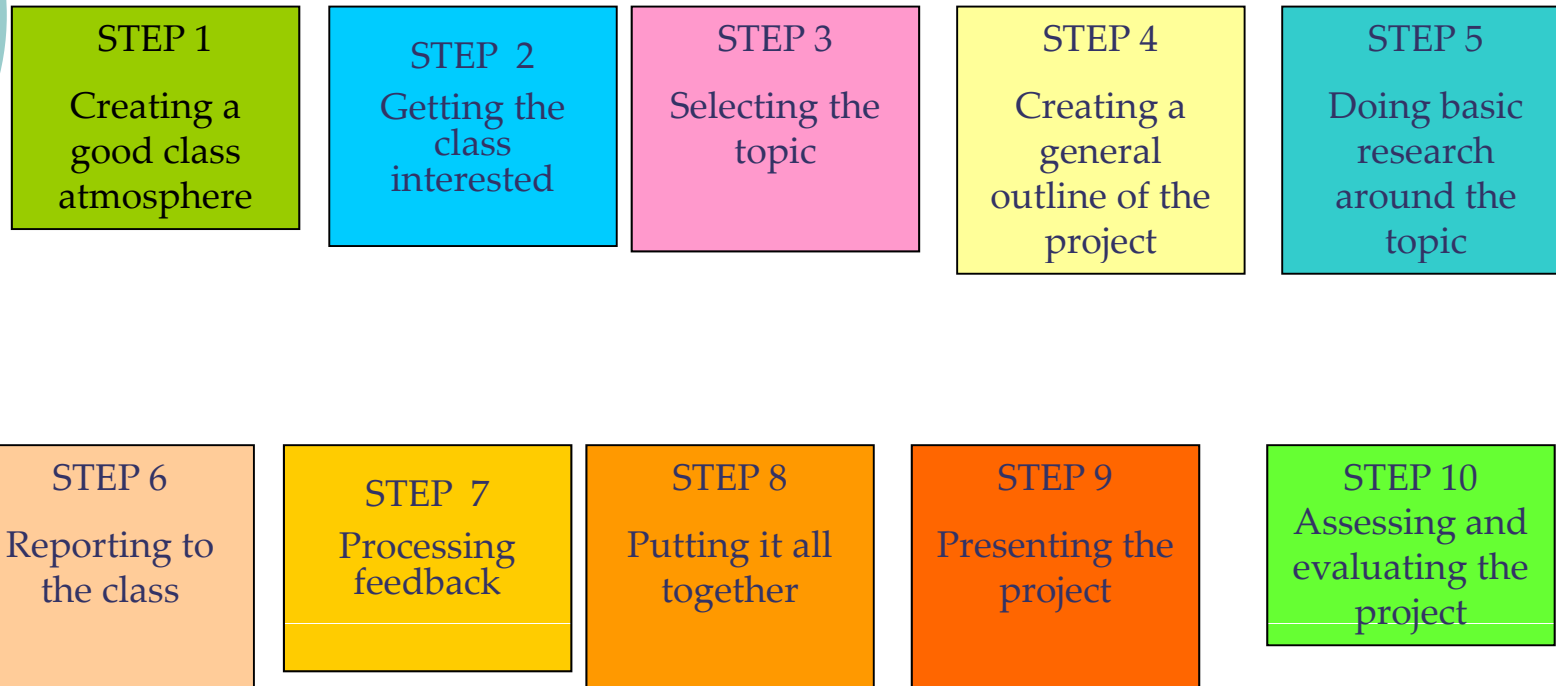 STEP 1
Creating a
good class
atmosphere
STEP 2
Getting the
class
interested
STEP 3
Selecting the
topic
STEP 4
Creating a
general
outline of the
project
STEP 5
Doing basic
research
around the
topic
STEP 6
Reporting to
the class
STEP 7
Processing
feedback
STEP 8
Putting it all
together
STEP 9
Presenting the
project
STEP 10
Assessing and
evaluating the
project